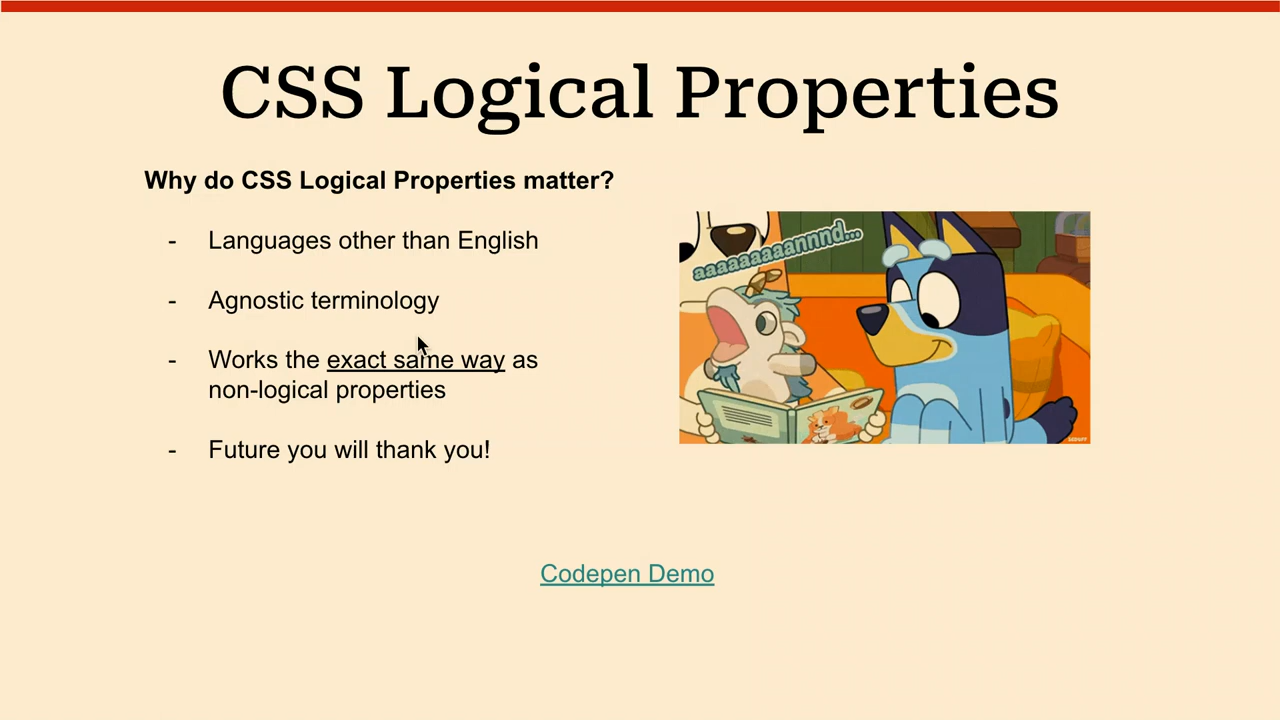 CSS Logical Properties
Why do CSS Logical Properties matter?
- Languages other than English
- Agnostic terminology
- Works the exact same way as
non-logical properties
- Future you will thank you!
aaaaaaaaannnd...
Codepen Demo